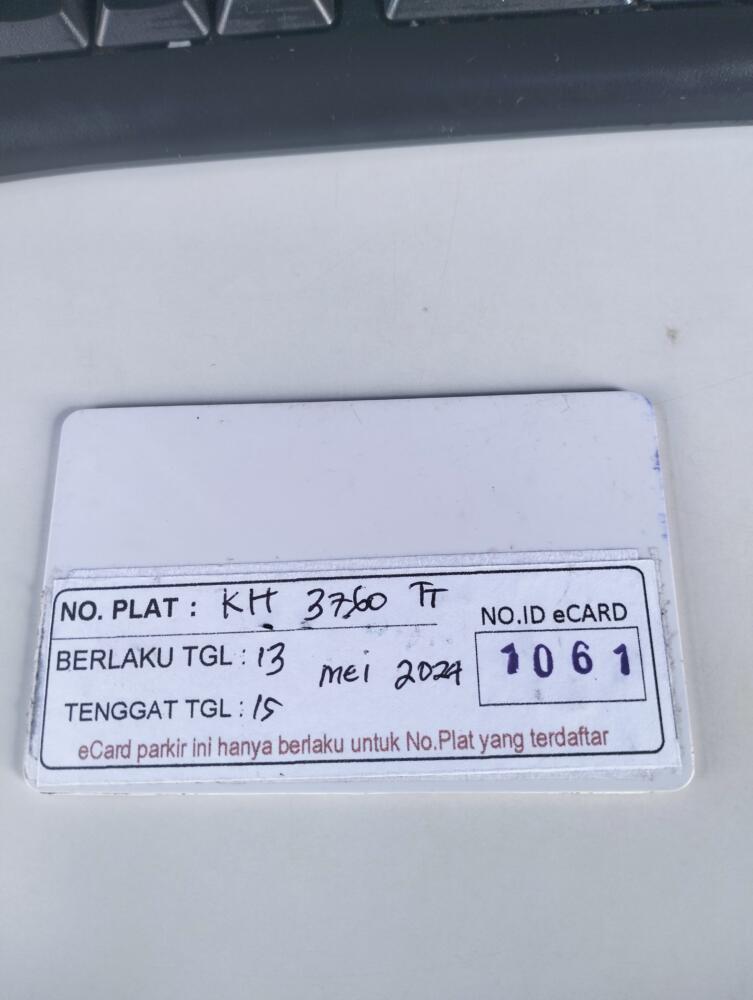 NO. PLAT : KH 3760 TT
NO.ID eCARD
BERLAKU TGL : 13 mei 2024
1061
TENGGAT TGL : 15
eCard parkir ini hanya berlaku untuk No.Plat yang terdaftar